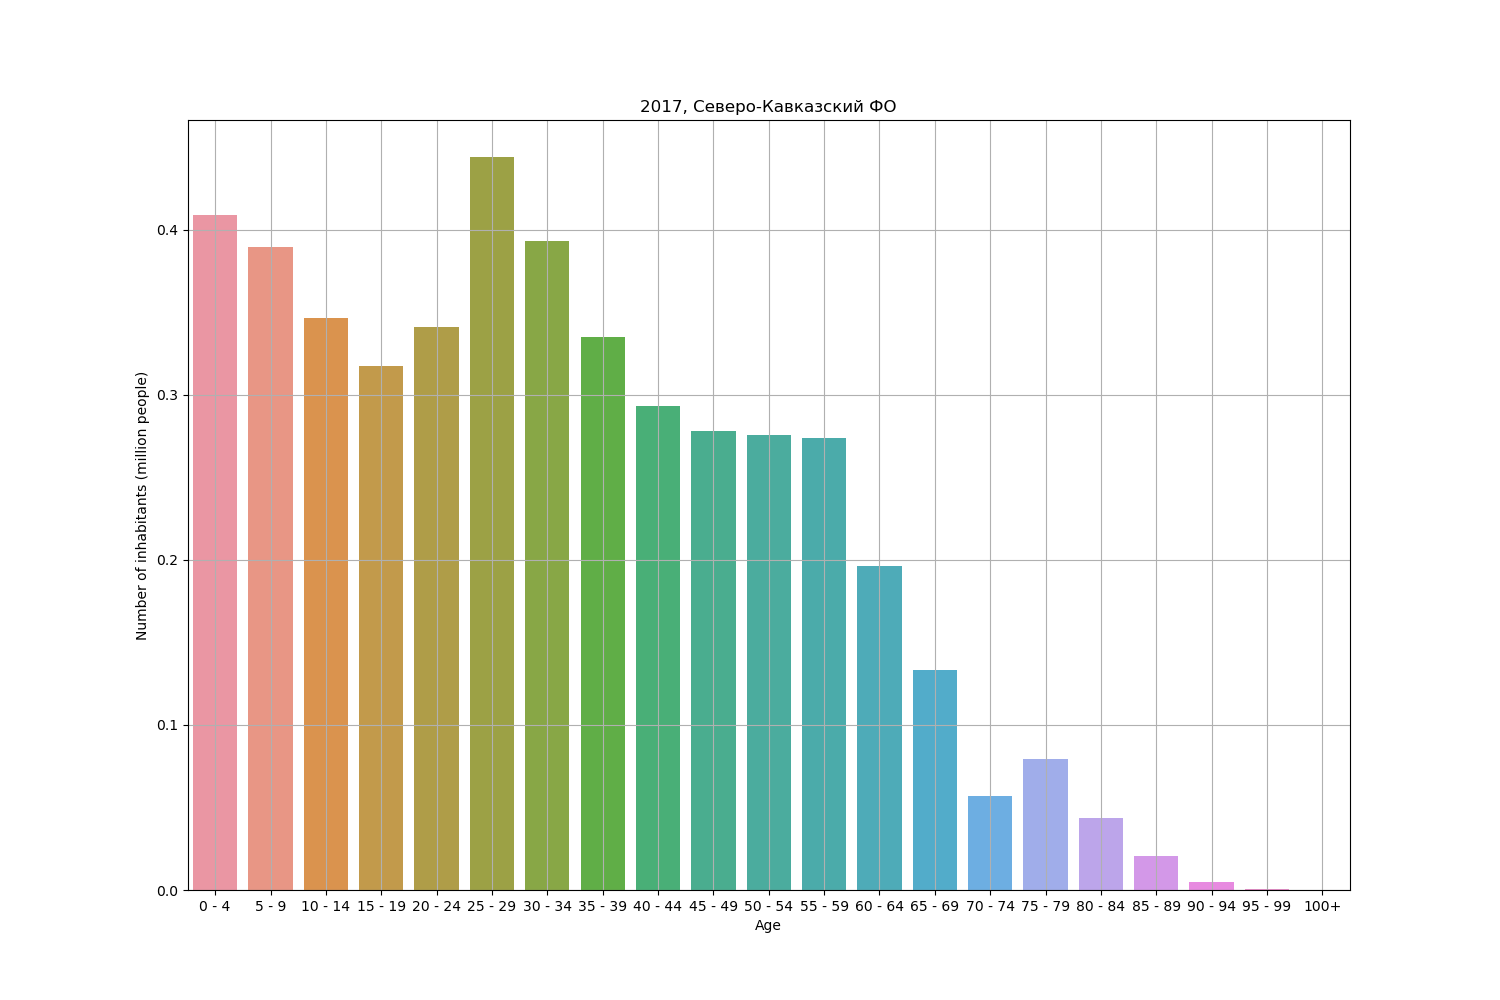 2017, Северо-Кавказский ФО
Number of inhabitants (million people)
0.4
0.3
0.2
0.1
0.0
0 - 4 5 - 9 10 - 14 15 - 19 20 - 24 25 - 29 30 - 34 35 - 39 40 - 44 45 - 49 50 - 54 55 - 59 60 - 64 65 - 69 70 - 74 75 - 79 80 - 84 85 - 89 90 - 94 95 - 99 100+
Age